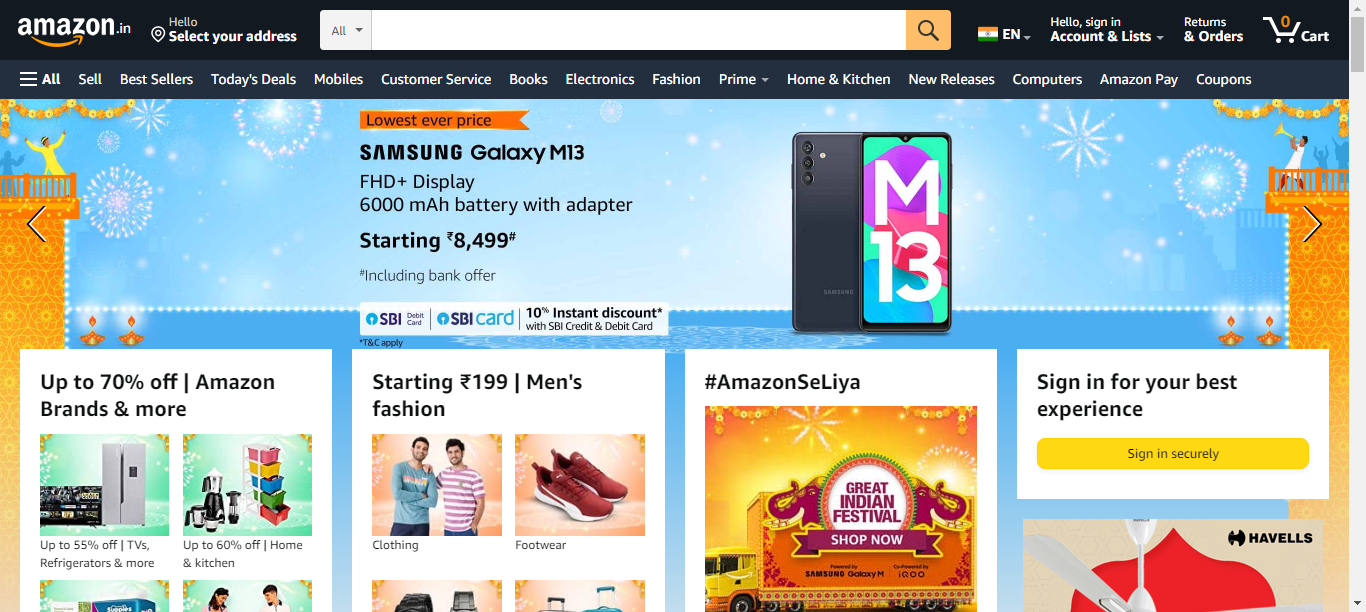 amazon.in
Hello
Select your address
All
EN
Hello, sign in
Account & Lists
Returns
& Orders
0
Cart
All
Sell
Best Sellers
Today's Deals
Mobiles
Customer Service
Books
Electronics
Fashion
Prime
Home & Kitchen
New Releases
Computers
Amazon Pay
Coupons
Lowest ever price
SAMSUNG Galaxy M13
FHD+ Display
6000 mAh battery with adapter
Starting ₹8,499#
#Including bank offer
SBI Debit Card
SBI card
10% Instant discount*
with SBI Credit & Debit Card
*T&C apply
SAMSUNG
M
13
Up to 70% off | Amazon
Brands & more
Up to 55% off | TVs,
Refrigerators & more
Up to 60% off | Home
& kitchen
Starting ₹199 | Men's
fashion
Clothing
Footwear
#AmazonSeLiya
GREAT
INDIAN
FESTIVAL
SHOP NOW
Powered by
SAMSUNG Galaxy M
Co-Powered by
iQOO
Sign in for your best
experience
Sign in securely
HAVELLS